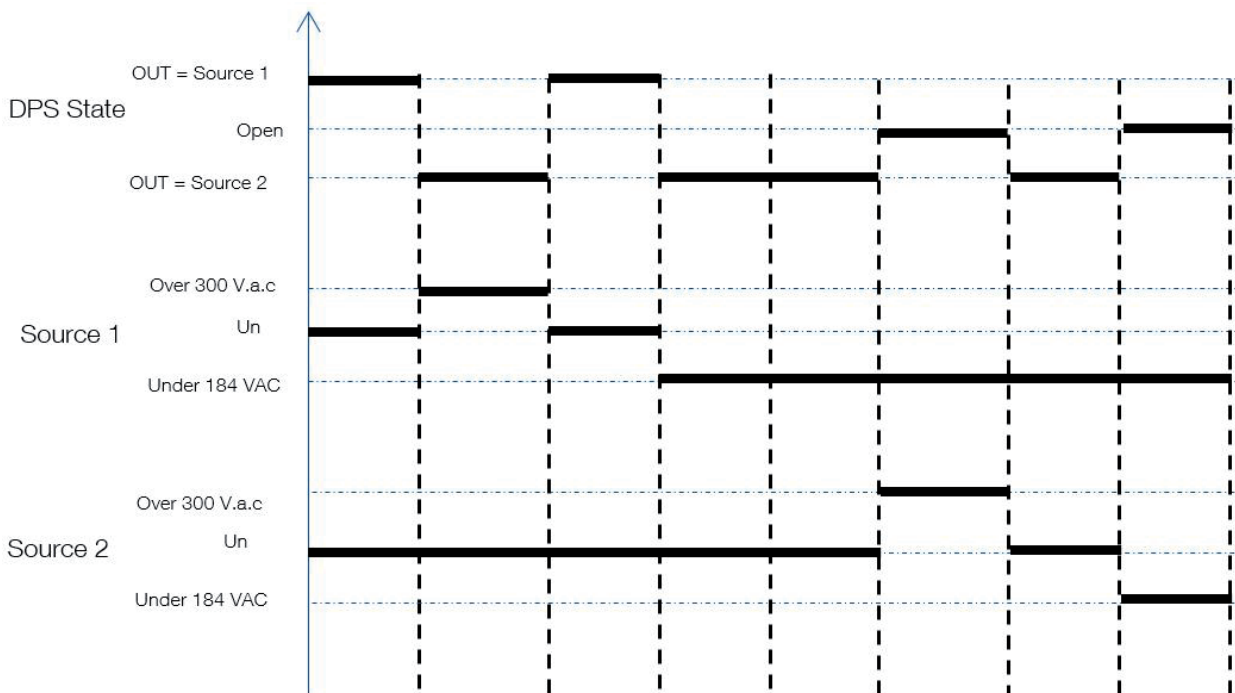 OUT = Source 1
DPS State
Open
OUT = Source 2
Over 300 V.a.c
Source 1
Un
Under 184 VAC
Over 300 V.a.c
Source 2
Un
Under 184 VAC